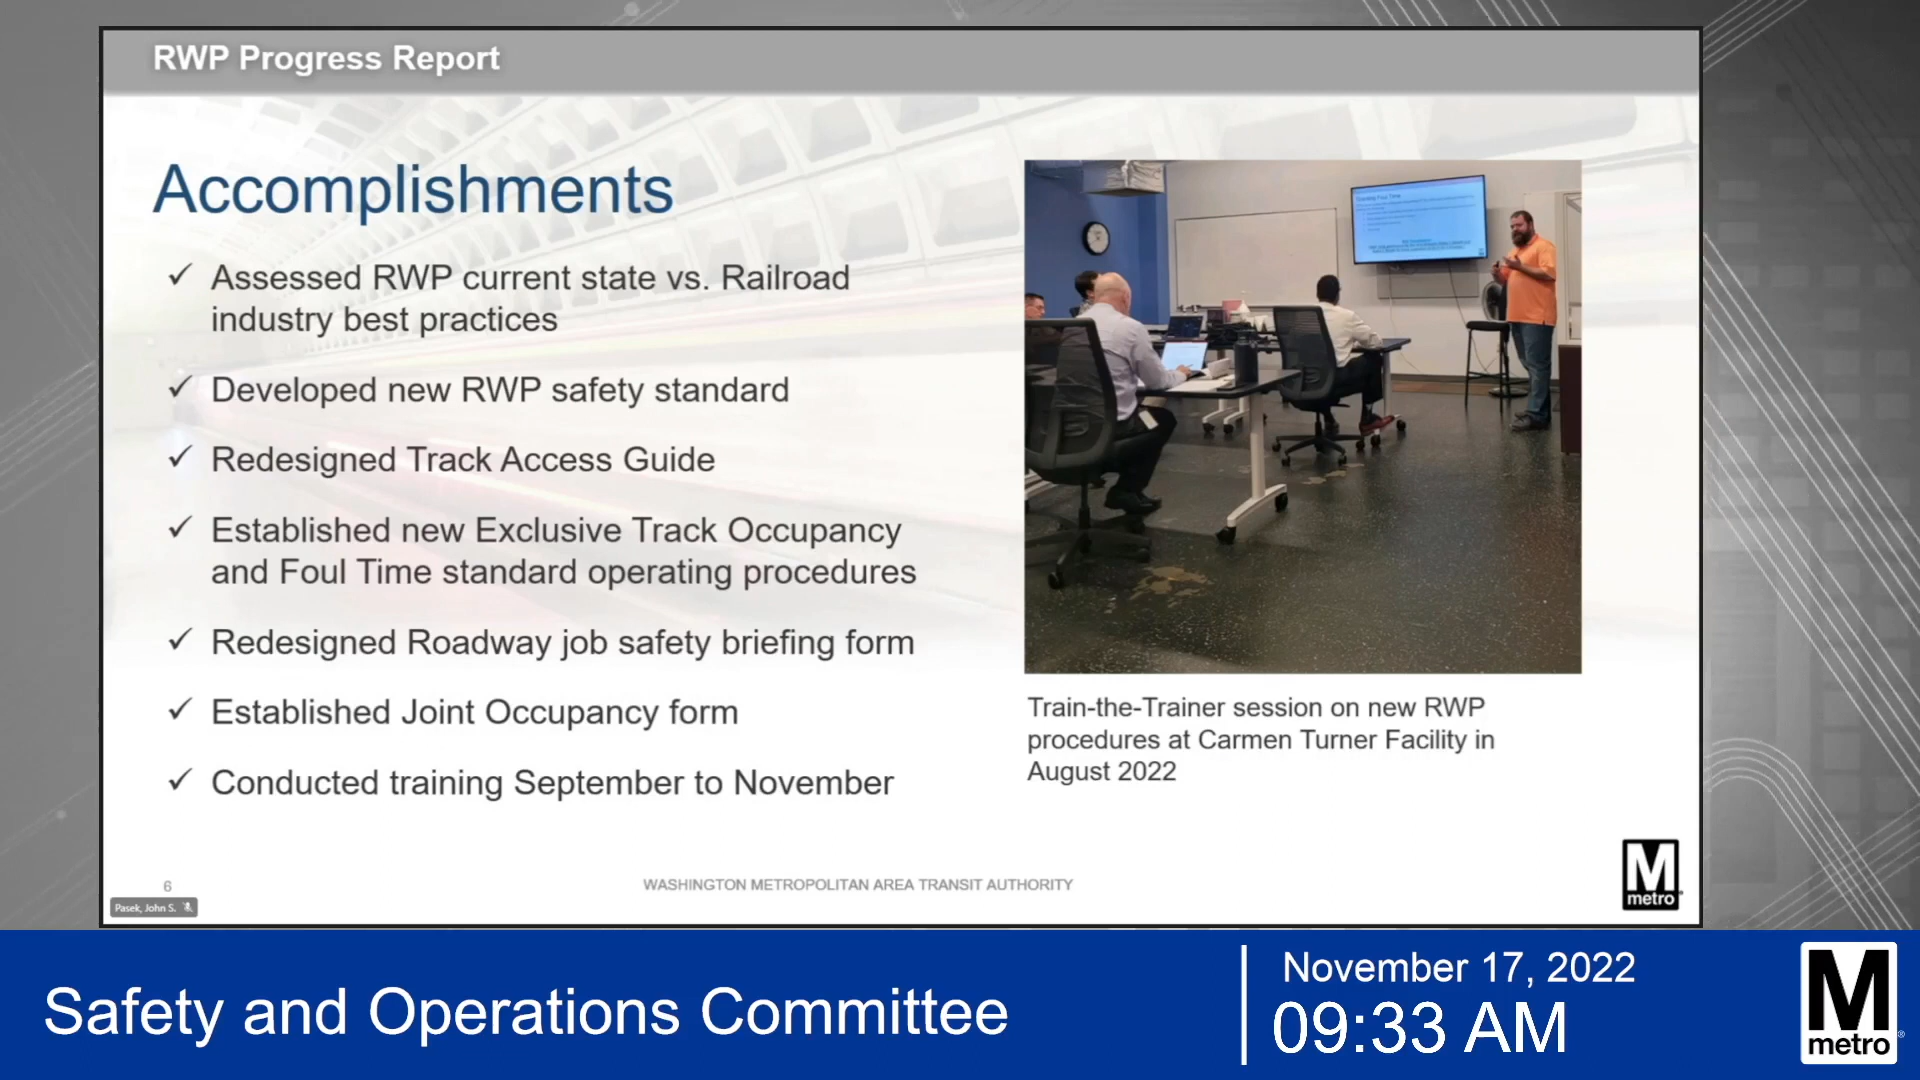 RWP Progress Report
Accomplishments
✓ Assessed RWP current state vs. Railroad
industry best practices
✓ Developed new RWP safety standard
✓ Redesigned Track Access Guide
✓ Established new Exclusive Track Occupancy
and Foul Time standard operating procedures
✓ Redesigned Roadway job safety briefing form
✓ Established Joint Occupancy form
✓ Conducted training September to November
Train-the-Trainer session on new RWP
procedures at Carmen Turner Facility in
August 2022
6
WASHINGTON METROPOLITAN AREA TRANSIT AUTHORITY
M
metro
Pasek, John S.
Safety and Operations Committee
November 17, 2022
09:33 AM
M
metro®